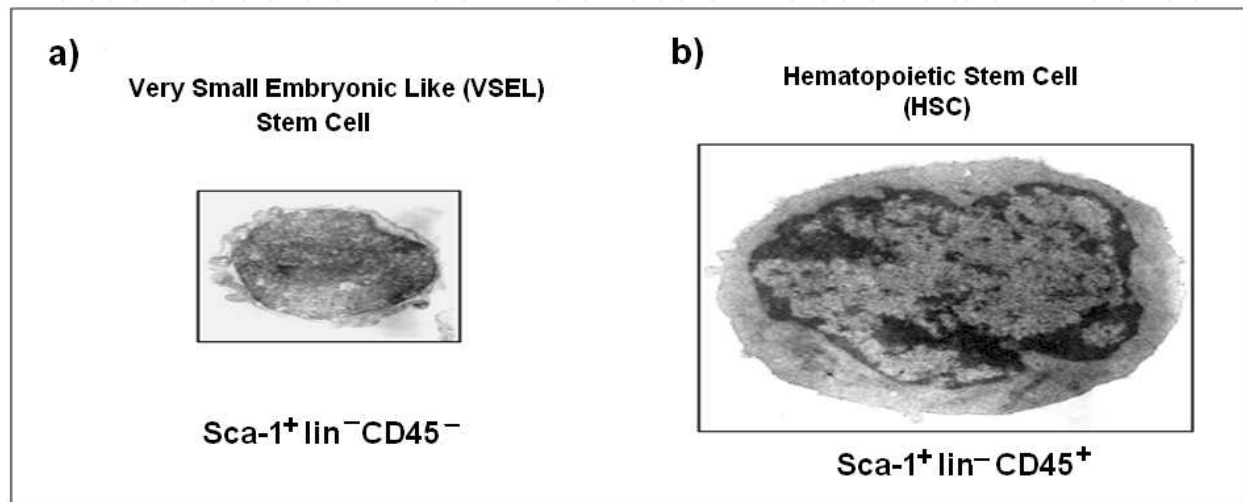 a)
Very Small Embryonic Like (VSEL)
Stem Cell
Sca-1⁺ lin⁻CD45⁻
b)
Hematopoietic Stem Cell
(HSC)
Sca-1⁺ lin⁻ CD45⁺